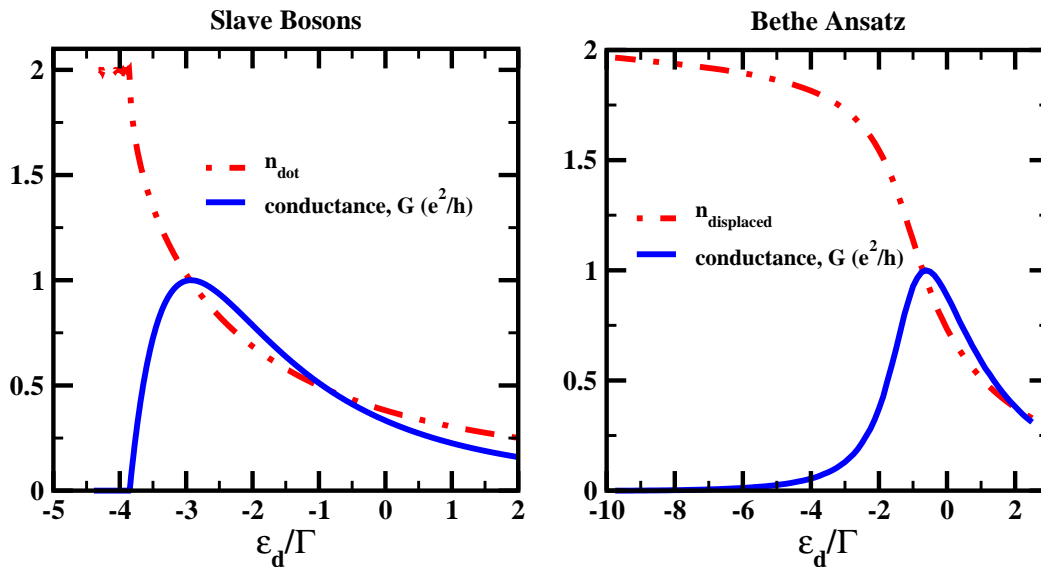 Slave Bosons
2
1.5
1
0.5
0
n_dot
conductance, G (e^2/h)
-5 -4 -3 -2 -1 0 1 2
ε_d/Γ
Bethe Ansatz
2
1.5
1
0.5
0
n_displaced
conductance, G (e^2/h)
-10 -8 -6 -4 -2 0 2
ε_d/Γ